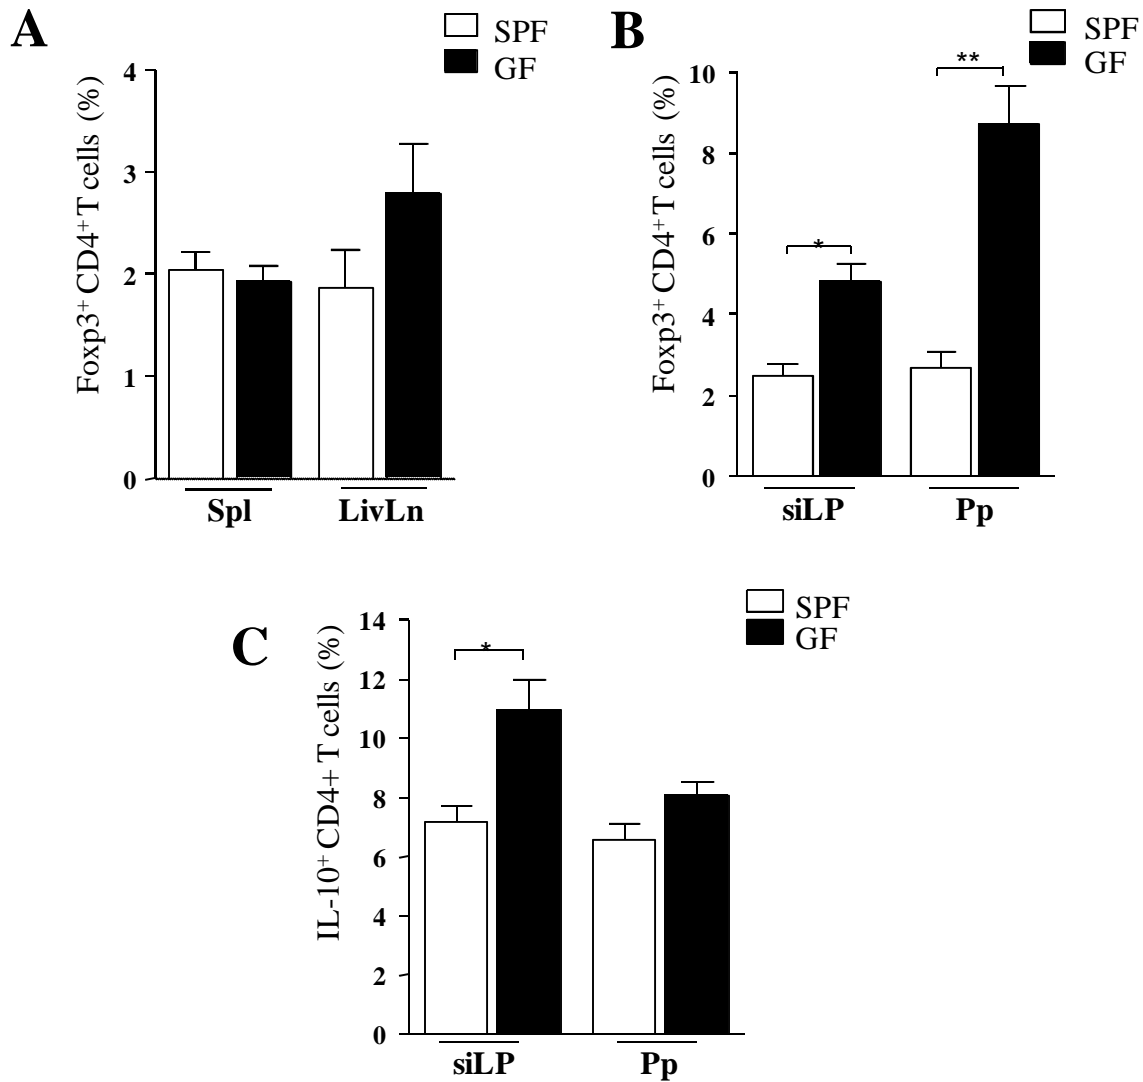 A
SPF
GF
Foxp3⁺ CD4⁺ T cells (%)
4
3
2
1
0
Spl
LivLn
B
SPF
GF
Foxp3⁺ CD4⁺ T cells (%)
10
8
6
4
2
0
*
**
siLP
Pp
C
SPF
GF
IL-10⁺ CD4+ T cells (%)
14
12
10
8
6
4
2
0
*
siLP
Pp